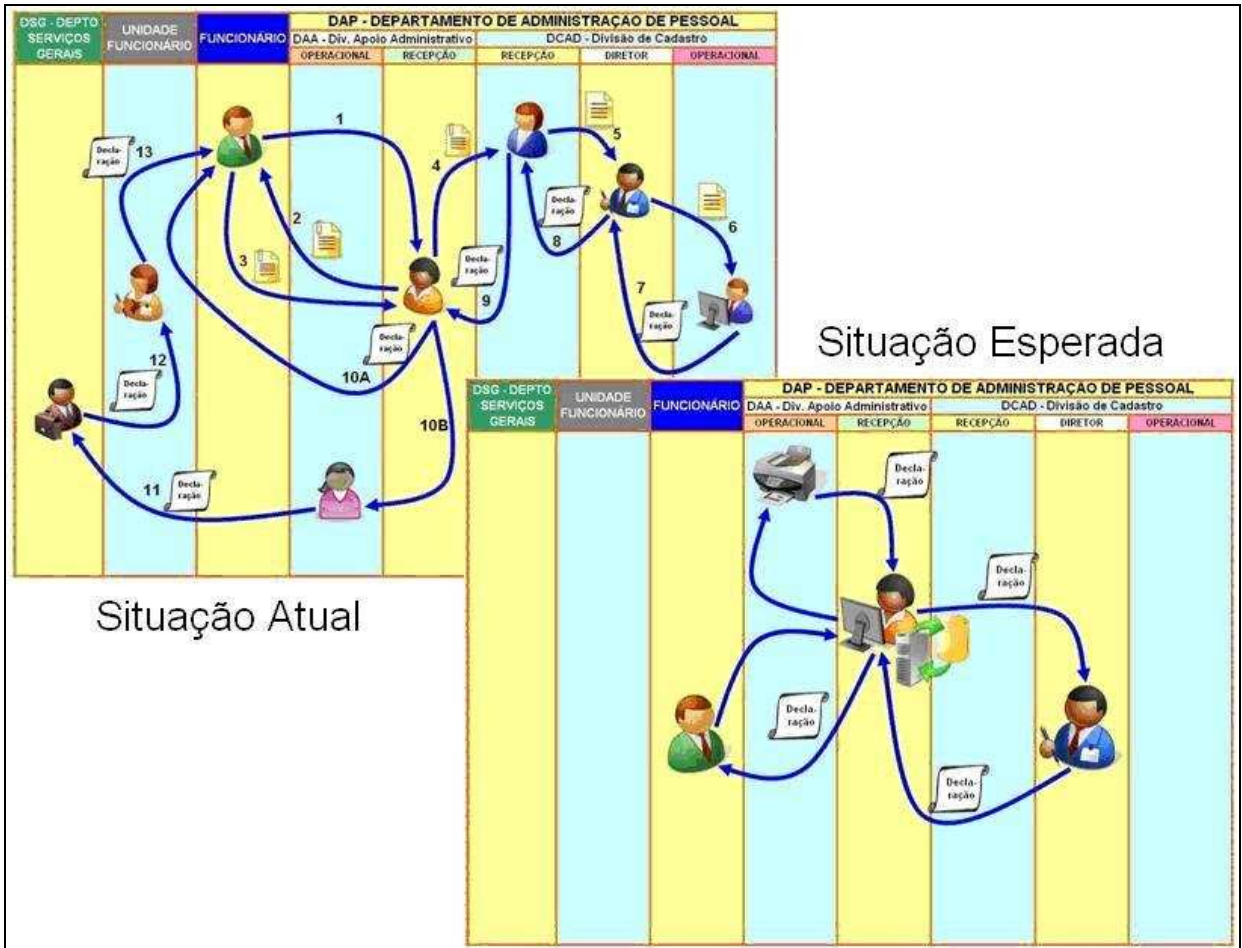 DSG - DEPTO
SERVIÇOS
GERAIS
UNIDADE
FUNCIONÁRIO
FUNCIONÁRIO
DAP - DEPARTAMENTO DE ADMINISTRAÇAO DE PESSOAL
DAA - Div. Apoio Administrativo
DCAD - Divisão de Cadastro
OPERACIONAL
RECEPÇÃO
RECEPÇÃO
DIRETOR
OPERACIONAL
1
4
5
Decla-
ração
13
2
3
Decla-
ração
8
6
Decla-
ração
9
7
Decla-
ração
Decla-
ração
10A
12
Decla-
ração
10B
11
Decla-
ração
Situação Atual
Situação Esperada
DSG - DEPTO
SERVIÇOS
GERAIS
UNIDADE
FUNCIONÁRIO
FUNCIONÁRIO
DAP - DEPARTAMENTO DE ADMINISTRAÇAO DE PESSOAL
DAA - Div. Apoio Administrativo
DCAD - Divisão de Cadastro
OPERACIONAL
RECEPÇÃO
RECEPÇÃO
DIRETOR
OPERACIONAL
Decla-
ração
Decla-
ração
Decla-
ração
Decla-
ração